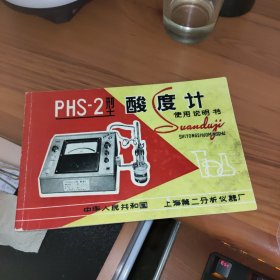 PHS-2型 酸度计
使用说明书
Suanduji
SHIYONGSHUOMINGSHU
中华人民共和国 上海第二分析仪器厂